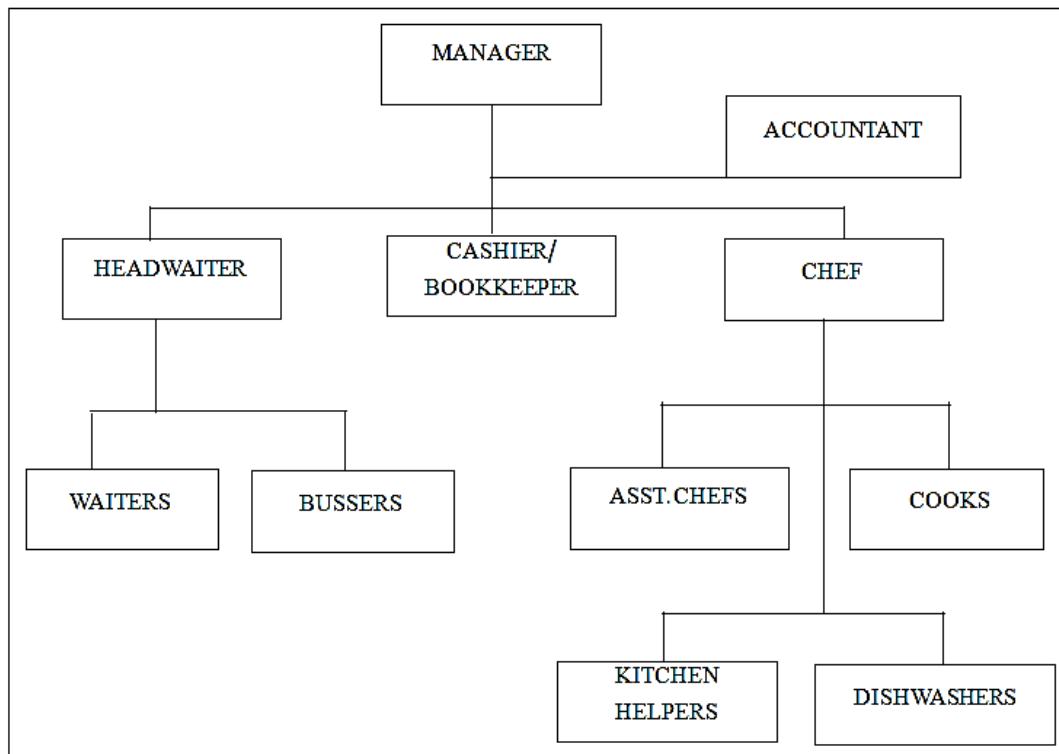 MANAGER
ACCOUNTANT
HEADWAITER
CASHIER/
BOOKKEEPER
CHEF
WAITERS
BUSSERS
ASST.CHEFS
COOKS
KITCHEN
HELPERS
DISHWASHERS